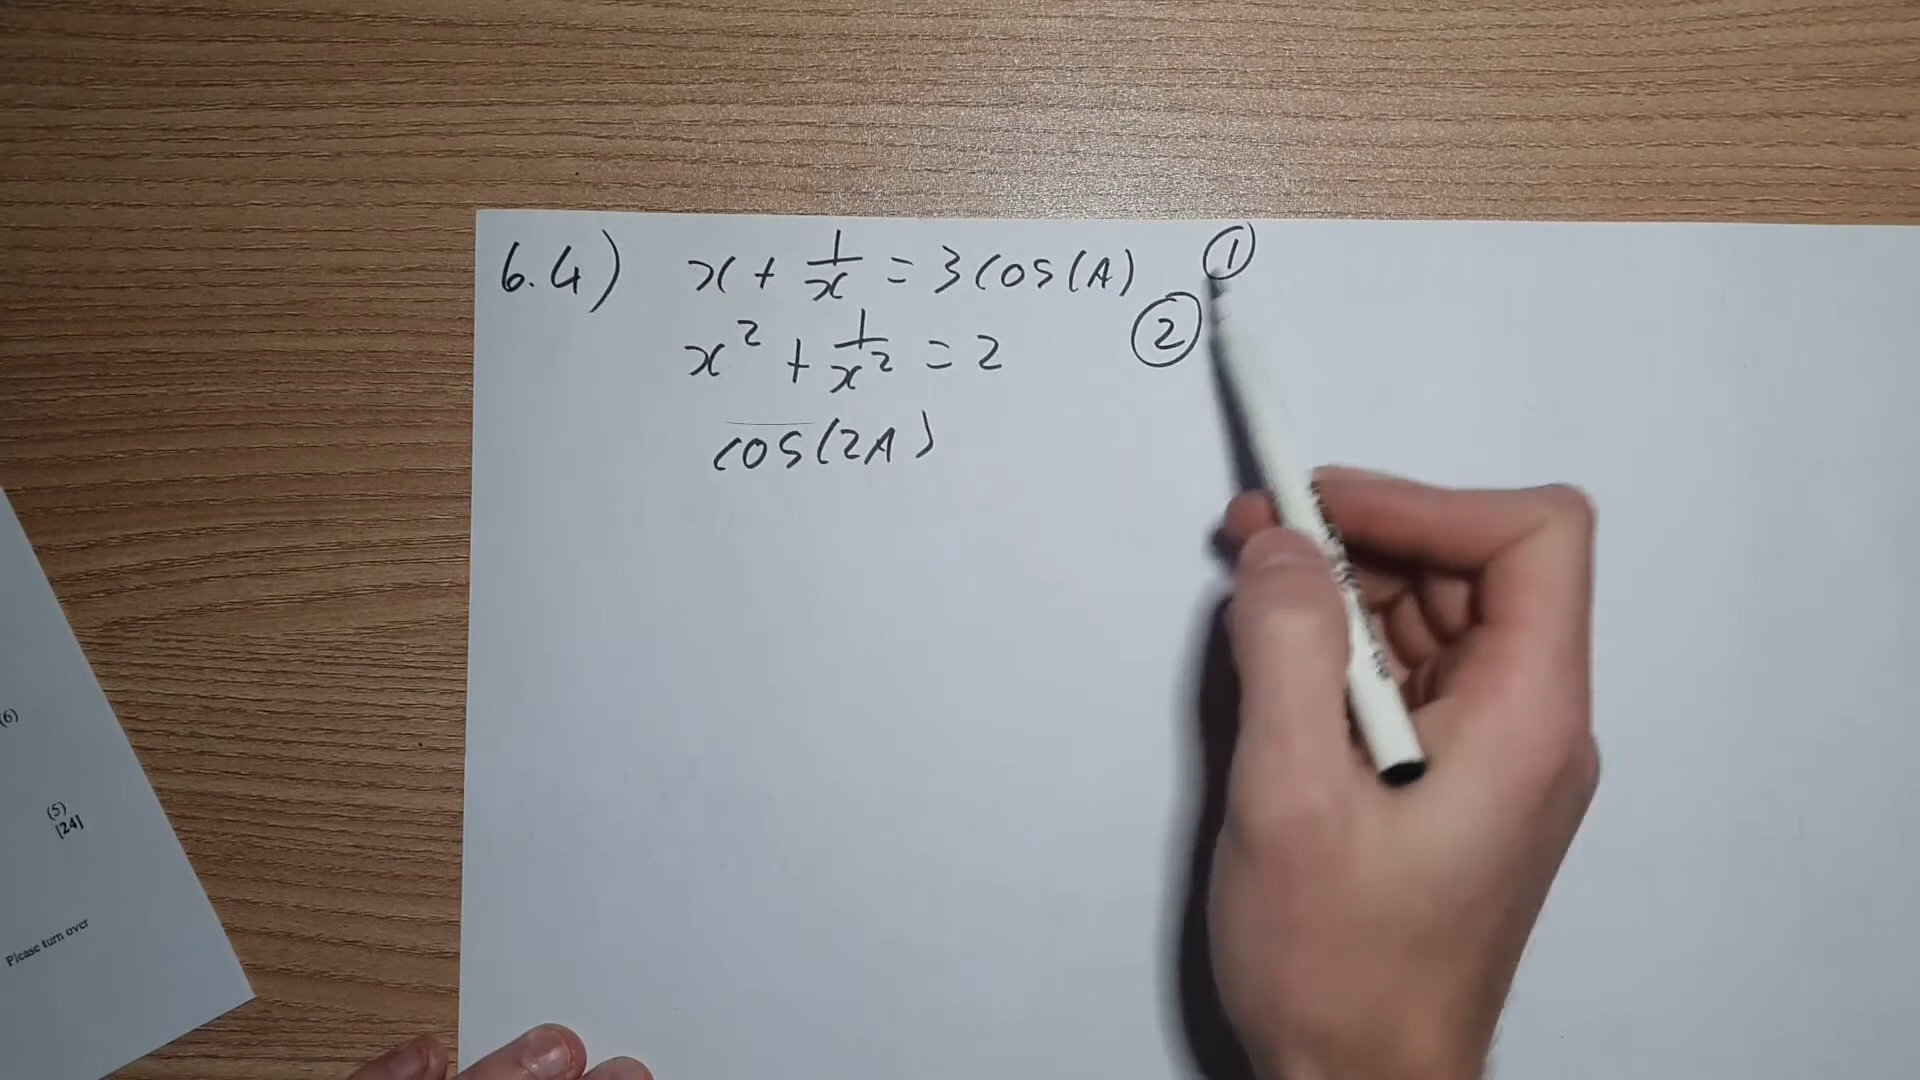 6.4) x + 1/x = 3cos(A) ①
x² + 1/x² = 2 ②
cos(2A)
(6)
(5)
[24]
Please turn over